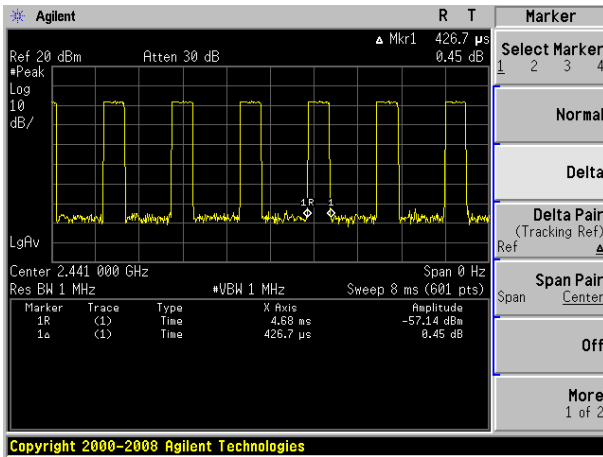 Agilent R T
Δ Mkr1 426.7 µs
Ref 20 dBm Atten 30 dB 0.45 dB
#Peak
Log
10
dB/
1R 1
LgAv
Center 2.441 000 GHz Span 0 Hz
Res BW 1 MHz #VBW 1 MHz Sweep 8 ms (601 pts)
Marker Trace Type X Axis Amplitude
1R (1) Time 4.68 ms -57.14 dBm
1Δ (1) Time 426.7 µs 0.45 dB
Copyright 2000-2008 Agilent Technologies
Marker
Select Marker
1 2 3 4
Normal
Delta
Delta Pair
(Tracking Ref)
Ref Δ
Span Pair
Span Center
Off
More
1 of 2